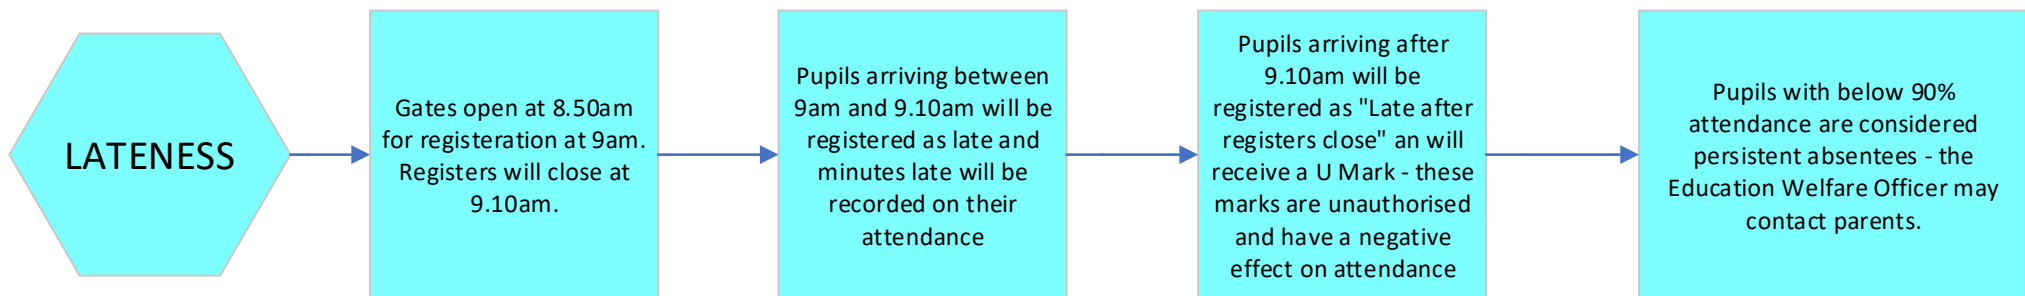 LATENESS
Gates open at 8.50am
for registeration at 9am.
Registers will close at
9.10am.
Pupils arriving between
9am and 9.10am will be
registered as late and
minutes late will be
recorded on their
attendance
Pupils arriving after
9.10am will be
registered as "Late after
registers close" an will
receive a U Mark - these
marks are unauthorised
and have a negative
effect on attendance
Pupils with below 90%
attendance are considered
persistent absentees - the
Education Welfare Officer may
contact parents.